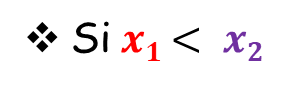 ❖ Si x₁ < x₂